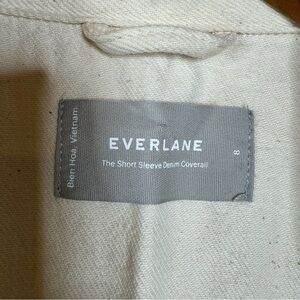 Bien Hoa, Vietnam
EVERLANE
The Short Sleeve Denim Coverall
8